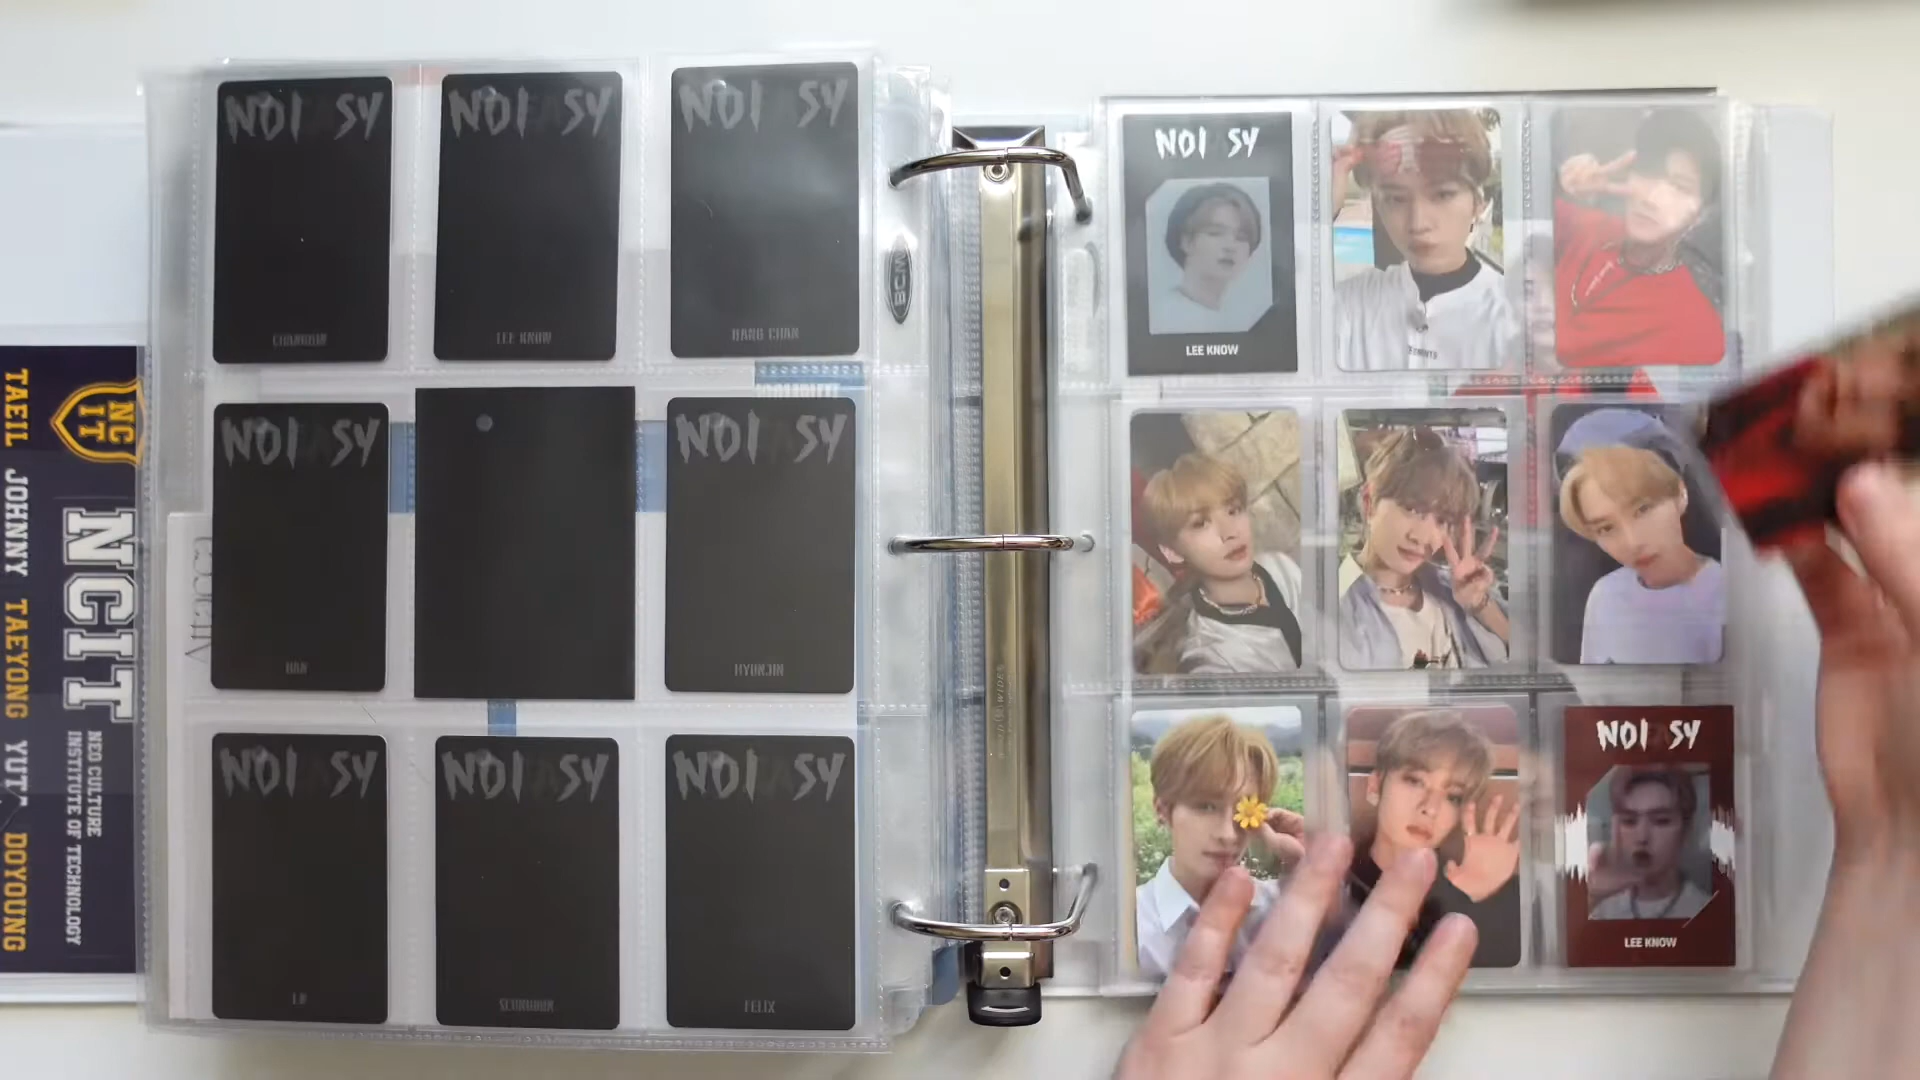 NOI SY
CHANGBIN
NOI SY
LEE KNOW
NOI SY
BANG CHAN
NOI SY
HAN
NOI SY
HYUNJIN
NOI SY
I.N
NOI SY
SEUNGMIN
NOI SY
FELIX
TAEIL JOHNNY TAEYONG YUTA DOYOUNG
NC
IT
NCIT
NEO CULTURE
INSTITUTE OF TECHNOLOGY
BCW
NOI SY
LEE KNOW
NOI SY
LEE KNOW